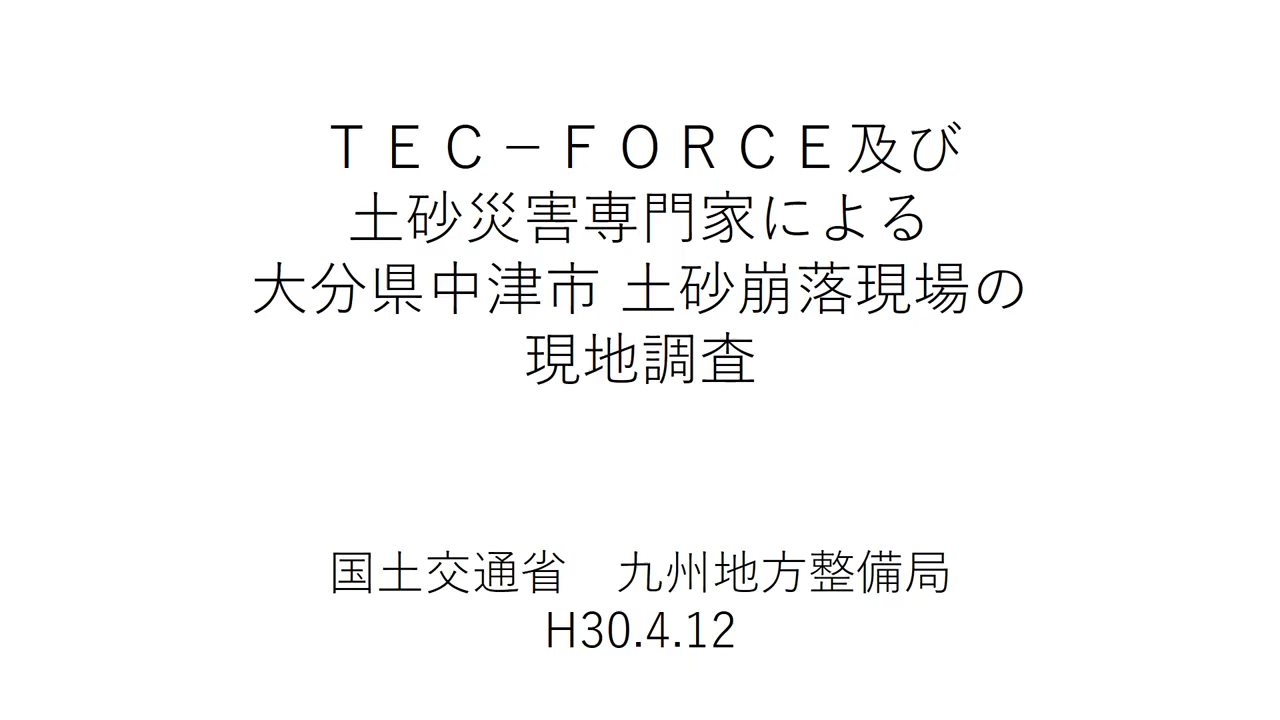 ＴＥＣ－ＦＯＲＣＥ及び
土砂災害専門家による
大分県中津市 土砂崩落現場の
現地調査
国土交通省　九州地方整備局
H30.4.12